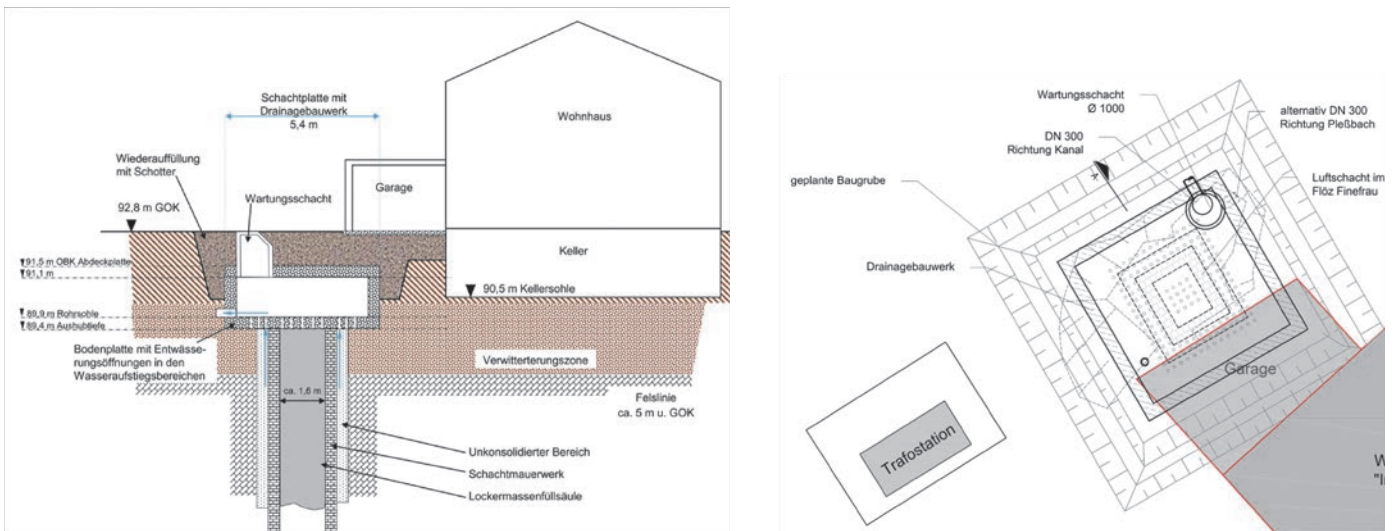 Schachtplatte mit
Drainagebauwerk
5,4 m
Wohnhaus
Wiederauffüllung
mit Schotter
Garage
Wartungsschacht
92,8 m GOK
Keller
91,5 m OBK Abdeckplatte
91,1 m
90,5 m Kellersohle
89,9 m Rohrsohle
89,4 m Aushubtiefe
Bodenplatte mit Entwässe-
rungsöffnungen in den
Wasseraufstiegsbereichen
Verwitterterungszone
ca. 1,6 m
Felslinie
ca. 5 m u. GOK
Unkonsolidierter Bereich
Schachtmauerwerk
Lockermassenfüllsäule
Wartungsschacht
Ø 1000
alternativ DN 300
Richtung Pleßbach
DN 300
Richtung Kanal
A
Luftschacht im
Flöz Finefrau
geplante Baugrube
Drainagebauwerk
Garage
Trafostation
W
"I